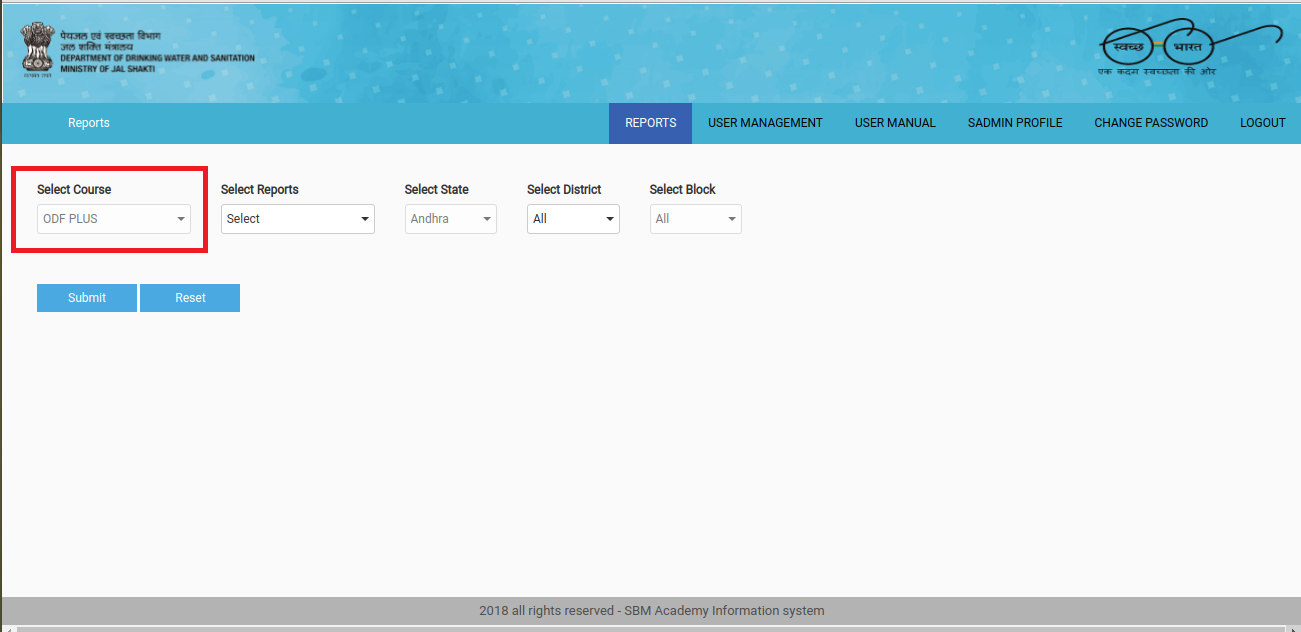 पेयजल एवं स्वच्छता विभाग
जल शक्ति मंत्रालय
DEPARTMENT OF DRINKING WATER AND SANITATION
MINISTRY OF JAL SHAKTI
स्वच्छ भारत
एक कदम स्वच्छता की ओर
Reports REPORTS USER MANAGEMENT USER MANUAL SADMIN PROFILE CHANGE PASSWORD LOGOUT
Select Course Select Reports Select State Select District Select Block
ODF PLUS Select Andhra All All
Submit Reset
2018 all rights reserved - SBM Academy Information system